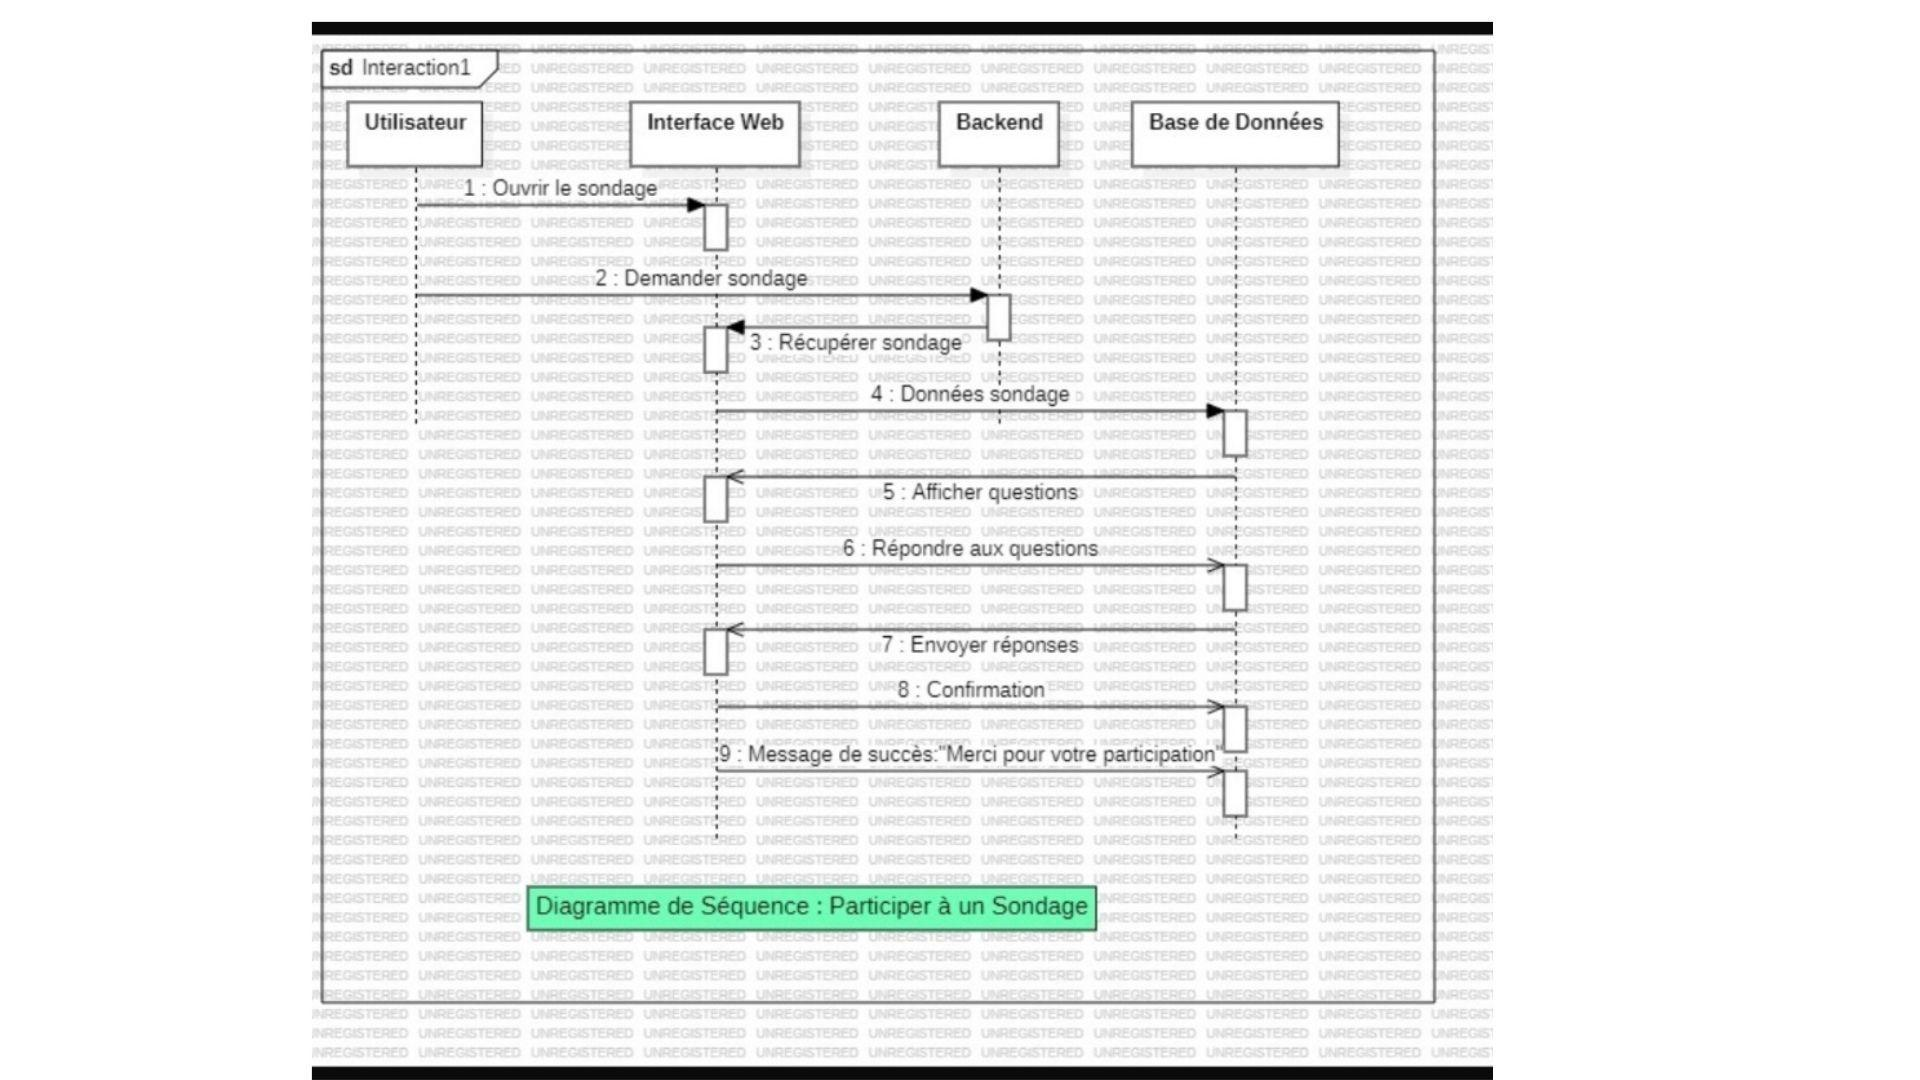 sd Interaction1
Utilisateur
Interface Web
Backend
Base de Données
1 : Ouvrir le sondage
2 : Demander sondage
3 : Récupérer sondage
4 : Données sondage
5 : Afficher questions
6 : Répondre aux questions
7 : Envoyer réponses
8 : Confirmation
9 : Message de succès:"Merci pour votre participation"
Diagramme de Séquence : Participer à un Sondage
UNREGISTERED